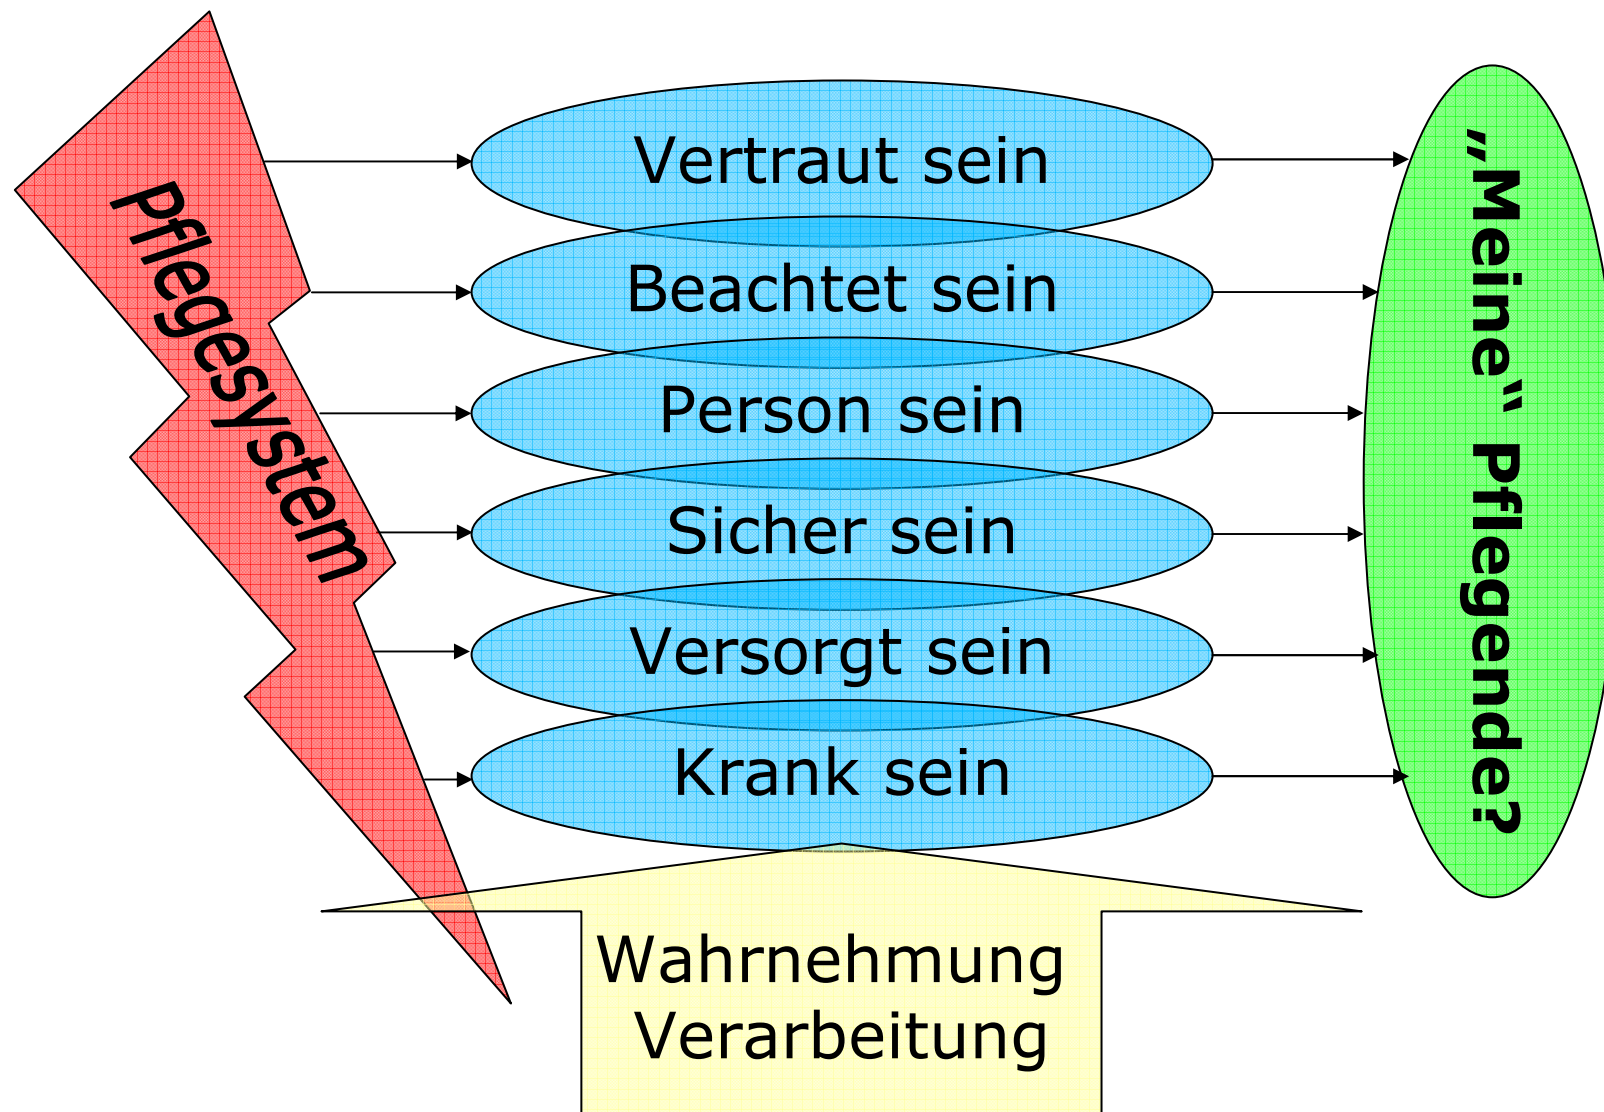 Pflegesystem
Vertraut sein
Beachtet sein
Person sein
Sicher sein
Versorgt sein
Krank sein
„Meine“ Pflegende?
Wahrnehmung
Verarbeitung